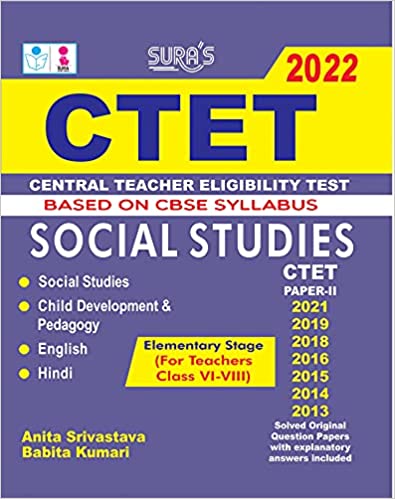 SURA'S
2022
CTET
CENTRAL TEACHER ELIGIBILITY TEST
BASED ON CBSE SYLLABUS
SOCIAL STUDIES
Social Studies
Child Development &
Pedagogy
English
Hindi
Elementary Stage
(For Teachers
Class VI-VIII)
CTET
PAPER-II
2021
2019
2018
2016
2015
2014
2013
Solved Original
Question Papers
with explanatory
answers included
Anita Srivastava
Babita Kumari